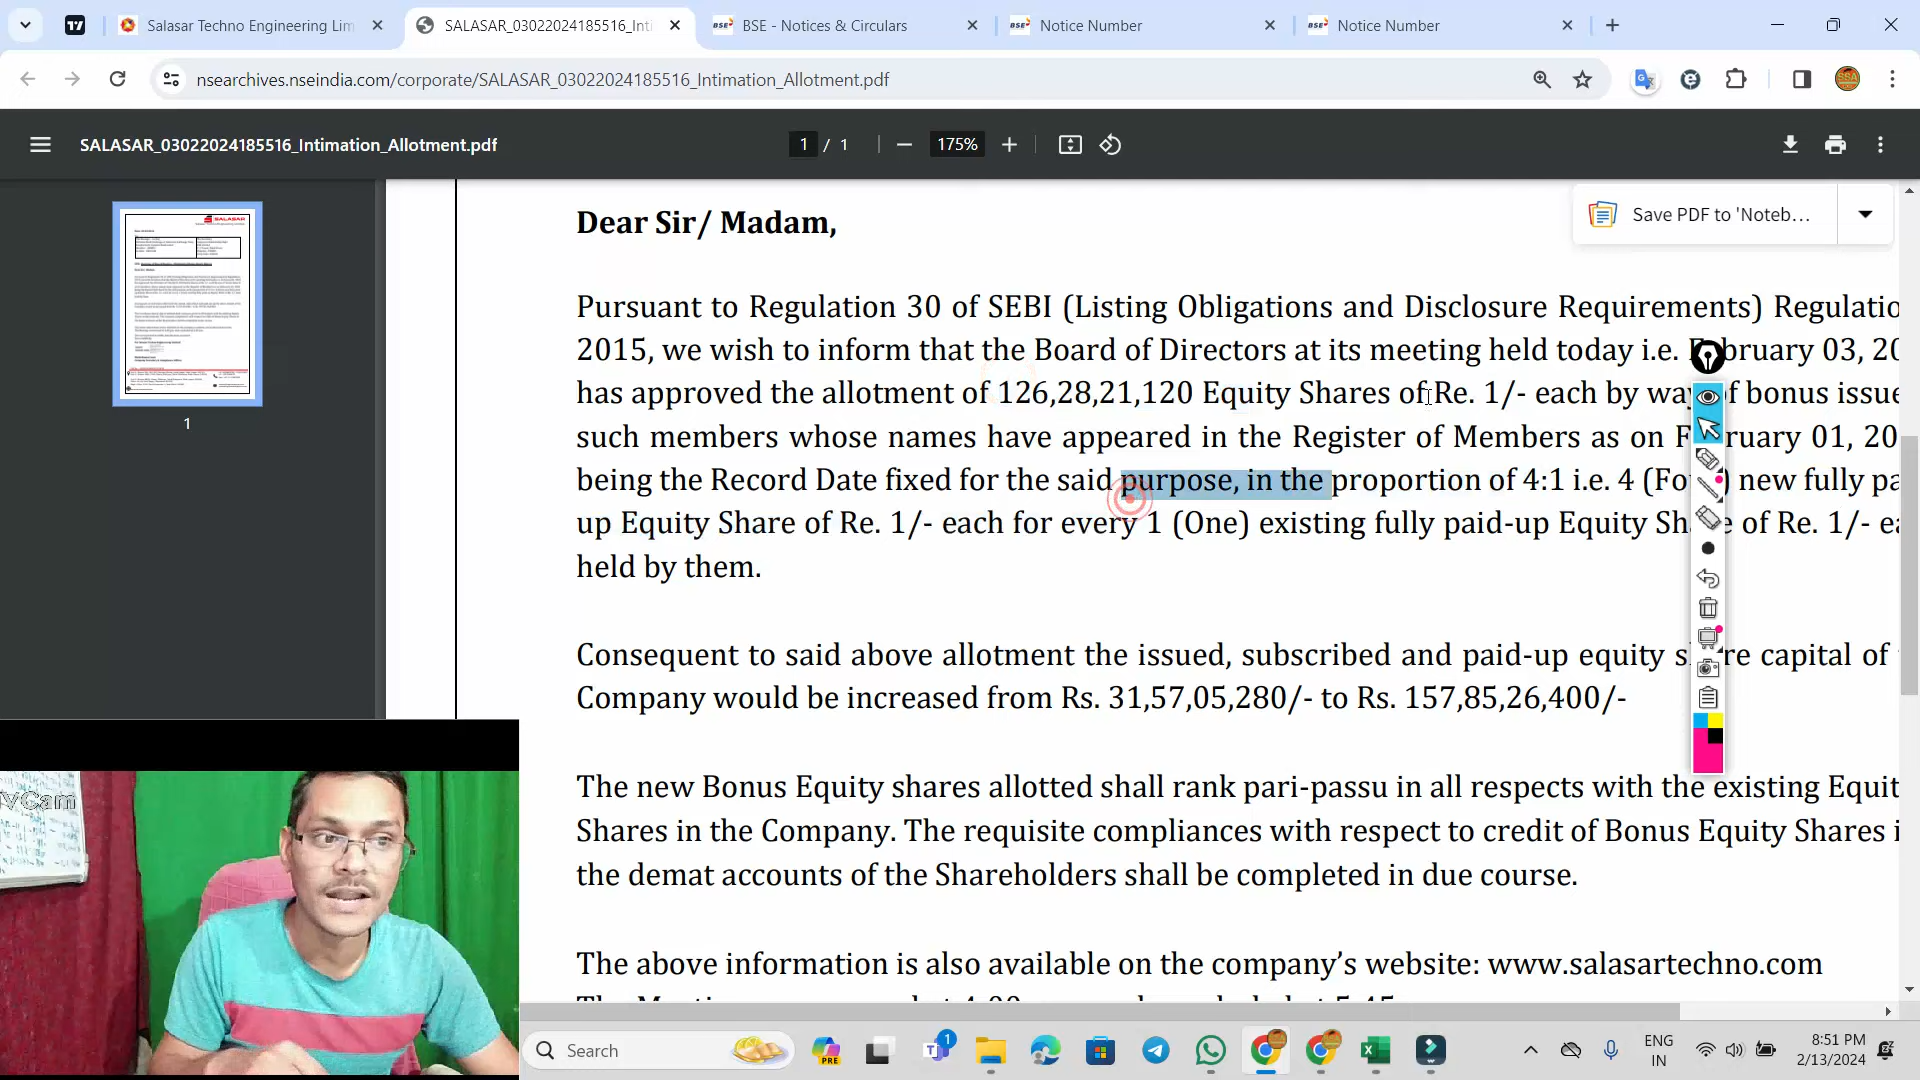 Salasar Techno Engineering Lim
SALASAR_03022024185516_Inti
BSE - Notices & Circulars
Notice Number
Notice Number
nsearchives.nseindia.com/corporate/SALASAR_03022024185516_Intimation_Allotment.pdf
SALASAR_03022024185516_Intimation_Allotment.pdf
1 / 1
175%
Save PDF to 'Noteb...
SALASAR
1
Dear Sir/ Madam,
Pursuant to Regulation 30 of SEBI (Listing Obligations and Disclosure Requirements) Regulatio
2015, we wish to inform that the Board of Directors at its meeting held today i.e. bruary 03, 20
has approved the allotment of 126,28,21,120 Equity Shares of Re. 1/- each by way of bonus issue
such members whose names have appeared in the Register of Members as on F ruary 01, 20
being the Record Date fixed for the said purpose, in the proportion of 4:1 i.e. 4 (Fo ) new fully pa
up Equity Share of Re. 1/- each for every 1 (One) existing fully paid-up Equity Sh e of Re. 1/- ea
held by them.
Consequent to said above allotment the issued, subscribed and paid-up equity s re capital of
Company would be increased from Rs. 31,57,05,280/- to Rs. 157,85,26,400/-
The new Bonus Equity shares allotted shall rank pari-passu in all respects with the existing Equit
Shares in the Company. The requisite compliances with respect to credit of Bonus Equity Shares i
the demat accounts of the Shareholders shall be completed in due course.
The above information is also available on the company's website: www.salasartechno.com
Search
PRE
1
ENG
IN
8:51 PM
2/13/2024